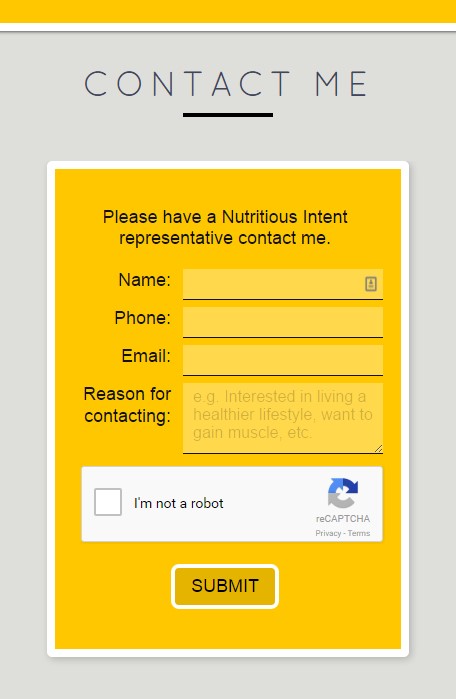 CONTACT ME
Please have a Nutritious Intent
representative contact me.
Name:
Phone:
Email:
Reason for
contacting:
e.g. Interested in living a
healthier lifestyle, want to
gain muscle, etc.
I'm not a robot
reCAPTCHA
Privacy - Terms
SUBMIT